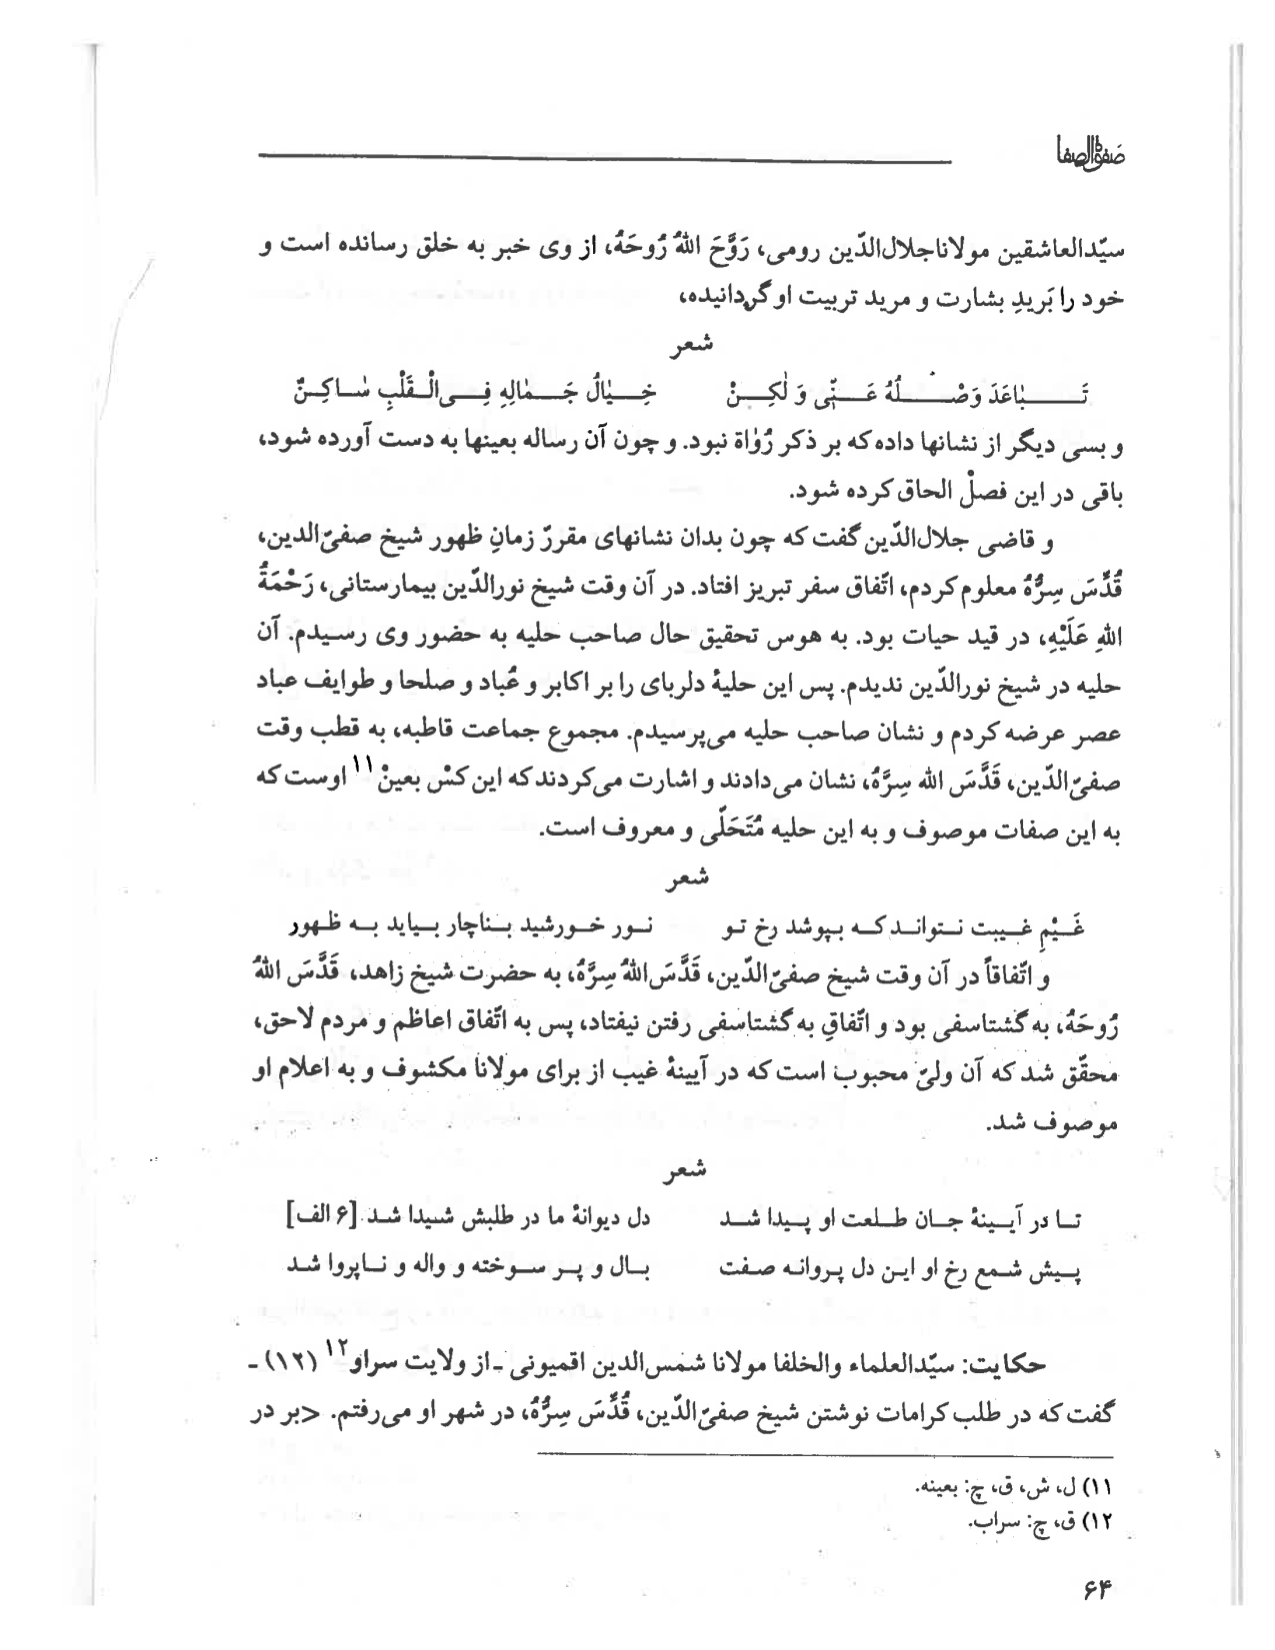 صفوةالصفا
سیّدالعاشقین مولاناجلال‌الدّین رومی، رَوَّحَ اللهُ رُوحَهُ، از وی خبر به خلق رسانده است و
خود را بَریدِ بشارت و مرید تربیت او گردانیده،
شعر
تَبٰاعَدَ وَصْلُهُ عَنّی وَ لٰکِنْ خِیٰالُ جَمٰالِهِ فِی‌الْقَلْبِ سٰاکِنٌ
و بسی دیگر از نشانها داده که بر ذکر رُوٰاة نبود. و چون آن رساله بعینها به دست آورده شود،
باقی در این فصلْ الحاق کرده شود.
و قاضی جلال‌الدّین گفت که چون بدان نشانهای مقررّ زمانِ ظهور شیخ صفیّ‌الدین،
قُدِّسَ سِرُّهُ معلوم کردم، اتّفاق سفر تبریز افتاد. در آن وقت شیخ نورالدّین بیمارستانی، رَحْمَةُ
اللهِ عَلَیْهِ، در قید حیات بود. به هوس تحقیق حال صاحب حلیه به حضور وی رسیدم. آن
حلیه در شیخ نورالدّین ندیدم. پس این حلیهٔ دلربای را بر اکابر و عُباد و صلحا و طوایف عباد
عصر عرضه کردم و نشان صاحب حلیه می‌پرسیدم. مجموع جماعت قاطبه، به قطب وقت
صفیّ‌الدّین، قَدَّسَ الله سِرَّهُ، نشان می‌دادند و اشارت می‌کردند که این کسْ بعینْ۱۱ اوست که
به این صفات موصوف و به این حلیه مُتَحَلّی و معروف است.
شعر
غَیْمِ غیبت نتواند که بپوشد رخ تو نور خورشید بناچار بیاید به ظهور
و اتّفاقاً در آن وقت شیخ صفیّ‌الدّین، قَدَّسَ اللهُ سِرَّهُ، به حضرت شیخ زاهد، قَدَّسَ اللهُ
رُوحَهُ، به گشتاسفی بود و اتّفاقِ به گشتاسفی رفتن نیفتاد، پس به اتّفاق اعاظم و مردم لاحق،
محقّق شد که آن ولیّ محبوب است که در آیینهٔ غیب از برای مولانا مکشوف و به اعلام او
موصوف شد.
شعر
تا در آیینهٔ جان طلعت او پیدا شد دل دیوانهٔ ما در طلبش شیدا شد [۶ الف]
پیش شمع رخ او این دل پروانه صفت بال و پر سوخته و واله و ناپروا شد
حکایت: سیّدالعلماء والخلفا مولانا شمس‌الدین اقمیونی ـ از ولایت سراو۱۲ (۱۲) ـ
گفت که در طلب کرامات نوشتن شیخ صفیّ‌الدّین، قُدِّسَ سِرُّهُ، در شهر او می‌رفتم. <بر در
۱۱) ل، ش، ق، چ: بعینه.
۱۲) ق، چ: سراب.
۶۴